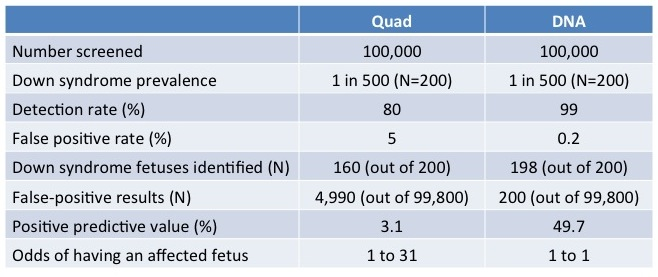 Quad DNA
Number screened 100,000 100,000
Down syndrome prevalence 1 in 500 (N=200) 1 in 500 (N=200)
Detection rate (%) 80 99
False positive rate (%) 5 0.2
Down syndrome fetuses identified (N) 160 (out of 200) 198 (out of 200)
False-positive results (N) 4,990 (out of 99,800) 200 (out of 99,800)
Positive predictive value (%) 3.1 49.7
Odds of having an affected fetus 1 to 31 1 to 1